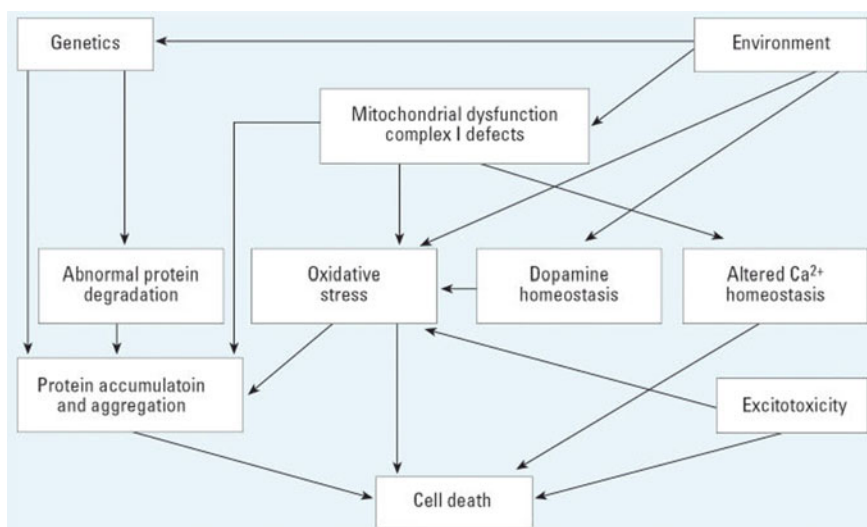 Genetics
Environment
Mitochondrial dysfunction
complex I defects
Abnormal protein
degradation
Oxidative
stress
Dopamine
homeostasis
Altered Ca²⁺
homeostasis
Protein accumulatoin
and aggregation
Excitotoxicity
Cell death